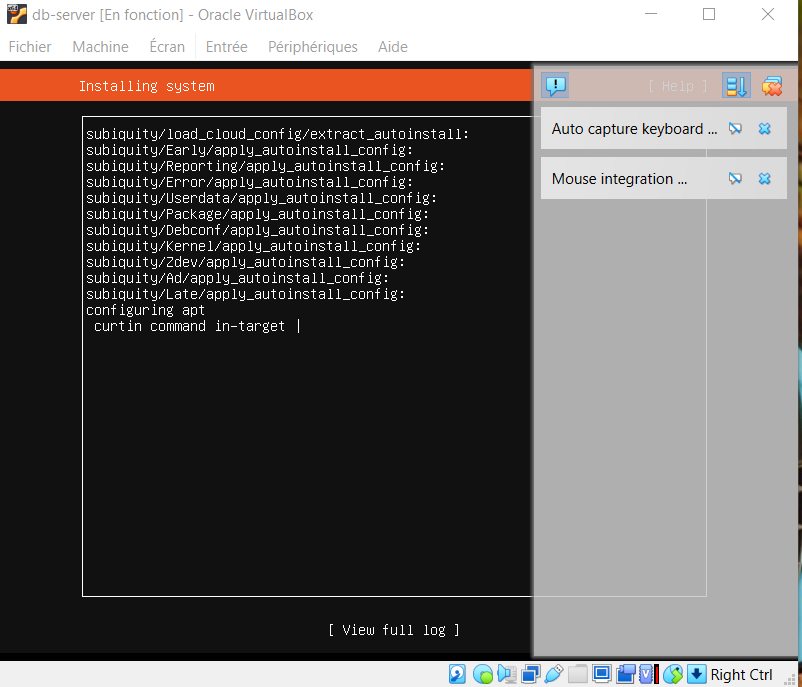 db-server [En fonction] - Oracle VirtualBox
Fichier Machine Écran Entrée Périphériques Aide
Installing system
[ Help ]
Auto capture keyboard ...
Mouse integration ...
subiquity/load_cloud_config/extract_autoinstall:
subiquity/Early/apply_autoinstall_config:
subiquity/Reporting/apply_autoinstall_config:
subiquity/Error/apply_autoinstall_config:
subiquity/Userdata/apply_autoinstall_config:
subiquity/Package/apply_autoinstall_config:
subiquity/Debconf/apply_autoinstall_config:
subiquity/Kernel/apply_autoinstall_config:
subiquity/Zdev/apply_autoinstall_config:
subiquity/Ad/apply_autoinstall_config:
subiquity/Late/apply_autoinstall_config:
configuring apt
curtin command in-target |
[ View full log ]
Right Ctrl